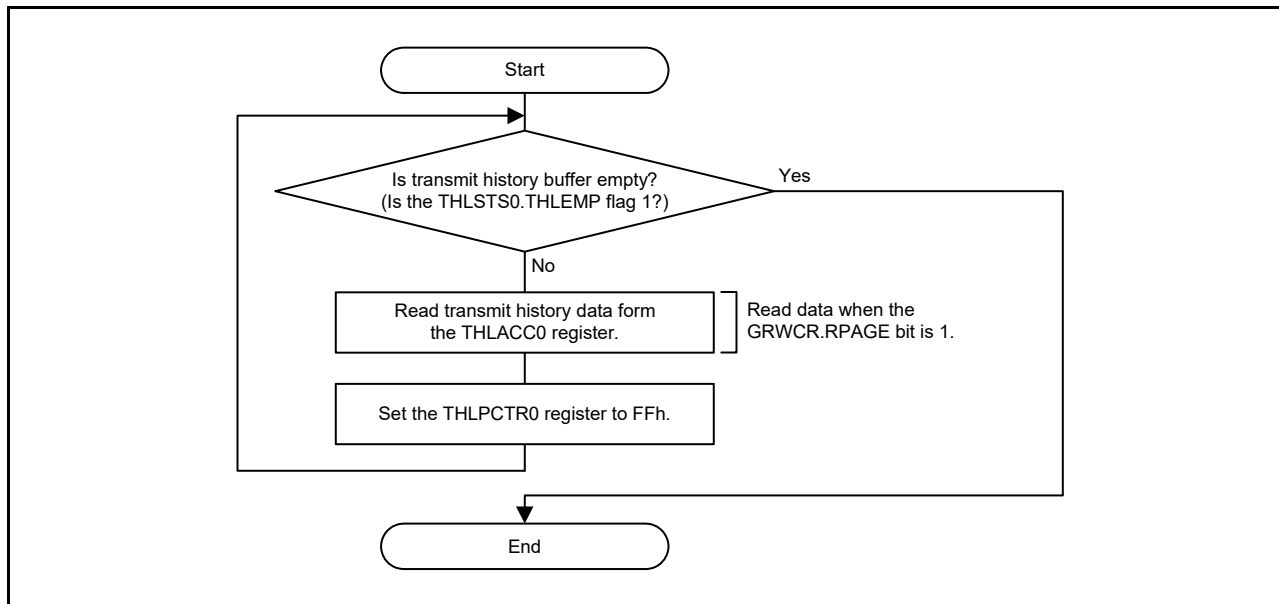 Start
Is transmit history buffer empty?
(Is the THLSTS0.THLEMP flag 1?)
Yes
No
Read transmit history data form
the THLACC0 register.
Read data when the
GRWCR.RPAGE bit is 1.
Set the THLPCTR0 register to FFh.
End